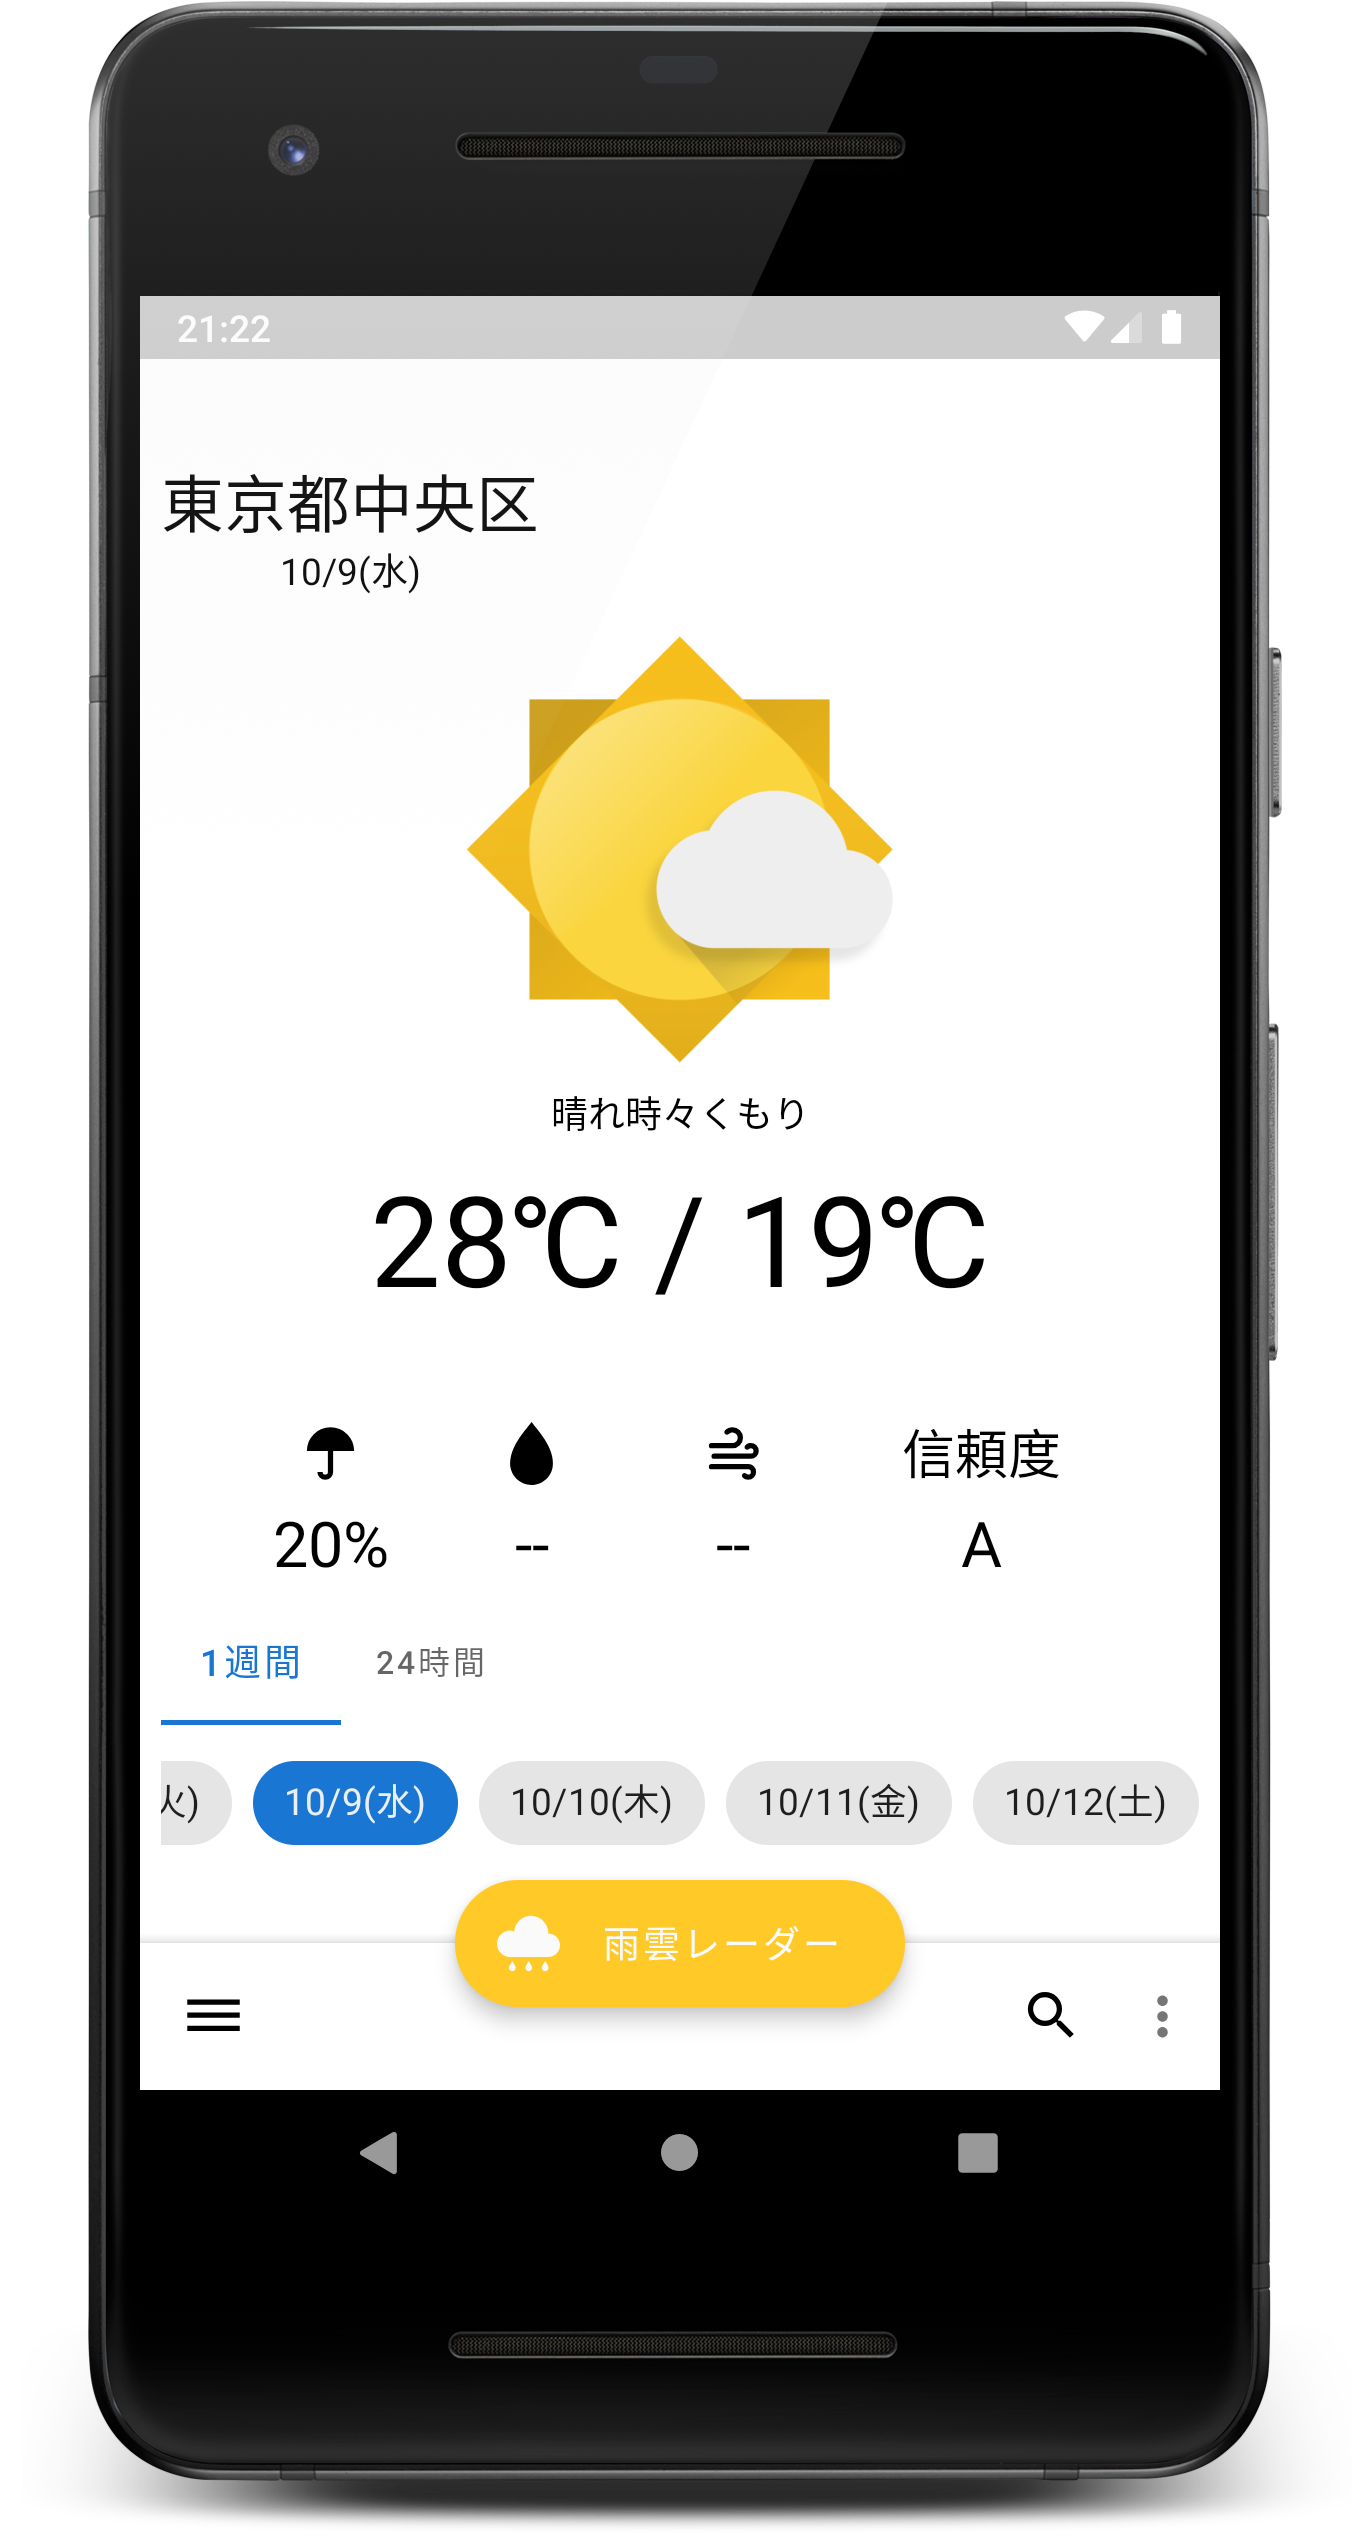 21:22
東京都中央区
10/9(水)
晴れ時々くもり
28℃ / 19℃
信頼度
20% -- -- A
1週間 24時間
火) 10/9(水) 10/10(木) 10/11(金) 10/12(土)
雨雲レーダー